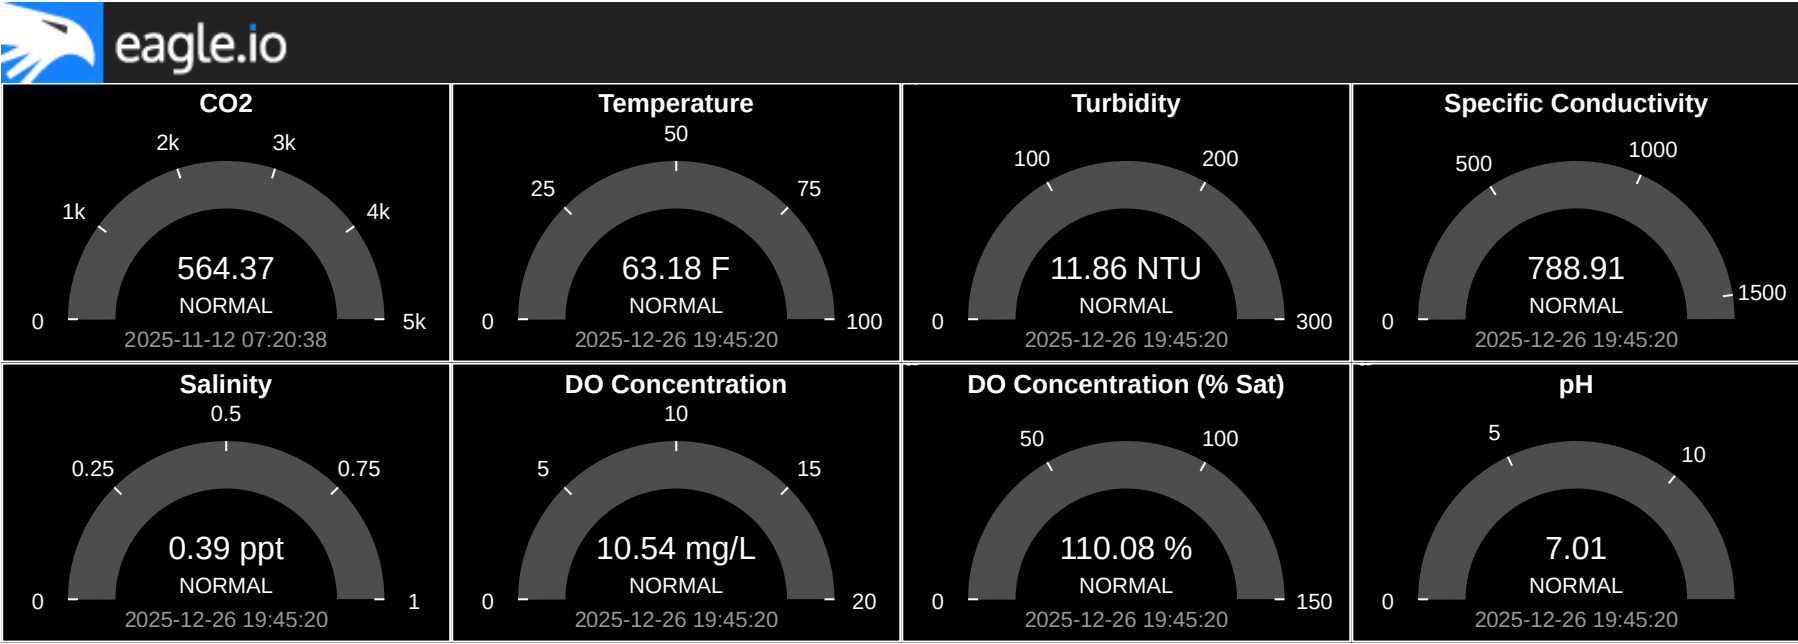 eagle.io
CO2
0
1k
2k
3k
4k
5k
564.37
NORMAL
2025-11-12 07:20:38
Temperature
0
25
50
75
100
63.18 F
NORMAL
2025-12-26 19:45:20
Turbidity
0
100
200
300
11.86 NTU
NORMAL
2025-12-26 19:45:20
Specific Conductivity
0
500
1000
1500
788.91
NORMAL
2025-12-26 19:45:20
Salinity
0
0.25
0.5
0.75
1
0.39 ppt
NORMAL
2025-12-26 19:45:20
DO Concentration
0
5
10
15
20
10.54 mg/L
NORMAL
2025-12-26 19:45:20
DO Concentration (% Sat)
0
50
100
150
110.08 %
NORMAL
2025-12-26 19:45:20
pH
0
5
10
7.01
NORMAL
2025-12-26 19:45:20